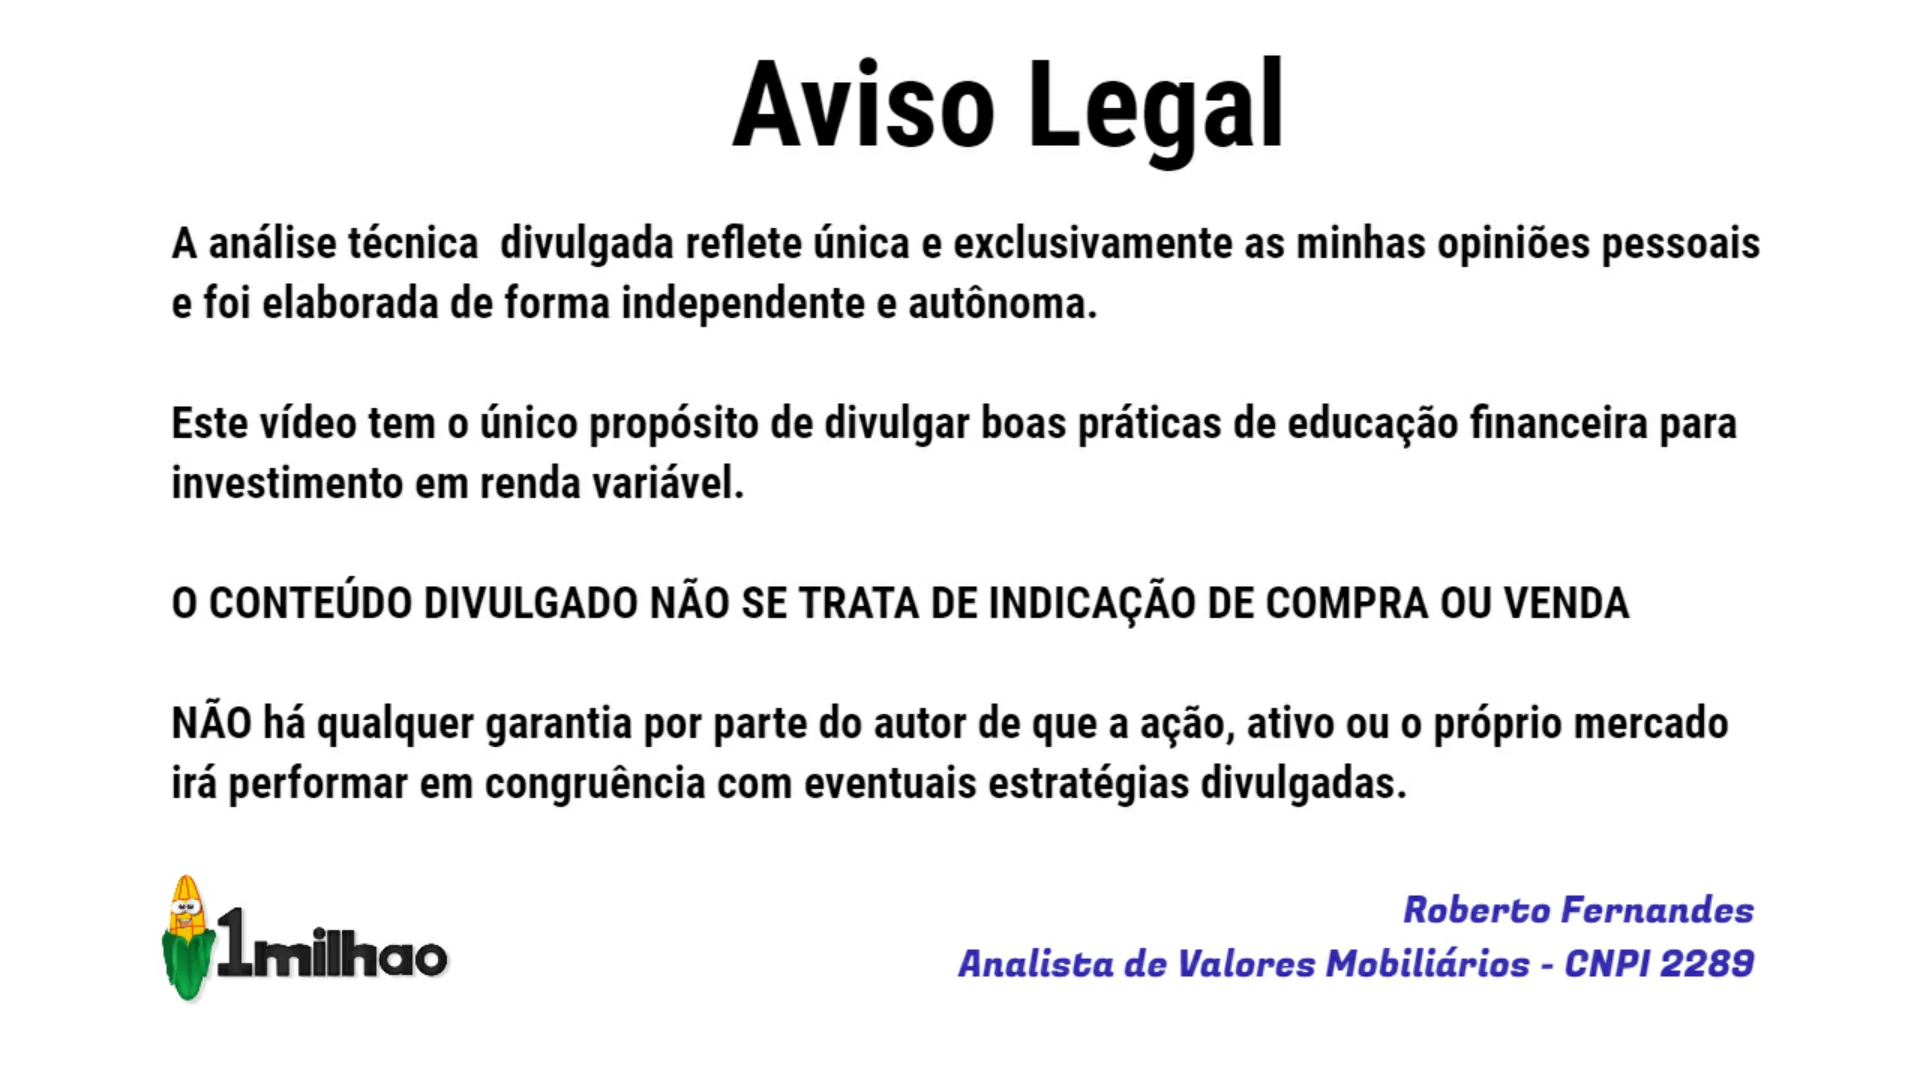 Aviso Legal
A análise técnica divulgada reflete única e exclusivamente as minhas opiniões pessoais
e foi elaborada de forma independente e autônoma.
Este vídeo tem o único propósito de divulgar boas práticas de educação financeira para
investimento em renda variável.
O CONTEÚDO DIVULGADO NÃO SE TRATA DE INDICAÇÃO DE COMPRA OU VENDA
NÃO há qualquer garantia por parte do autor de que a ação, ativo ou o próprio mercado
irá performar em congruência com eventuais estratégias divulgadas.
1milhao
Roberto Fernandes
Analista de Valores Mobiliários - CNPI 2289